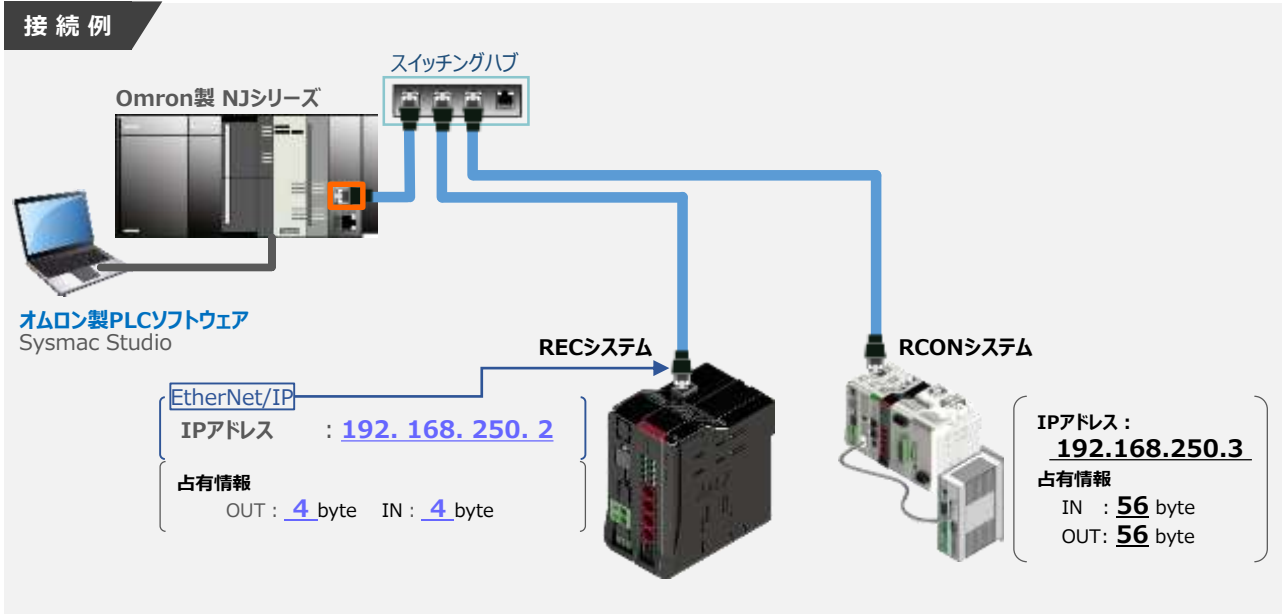 接続例
スイッチングハブ
Omron製 NJシリーズ
オムロン製PLCソフトウェア
Sysmac Studio
RECシステム
RCONシステム
EtherNet/IP
IPアドレス : 192. 168. 250. 2
占有情報
OUT : 4 byte IN : 4 byte
IPアドレス :
192.168.250.3
占有情報
IN : 56 byte
OUT: 56 byte